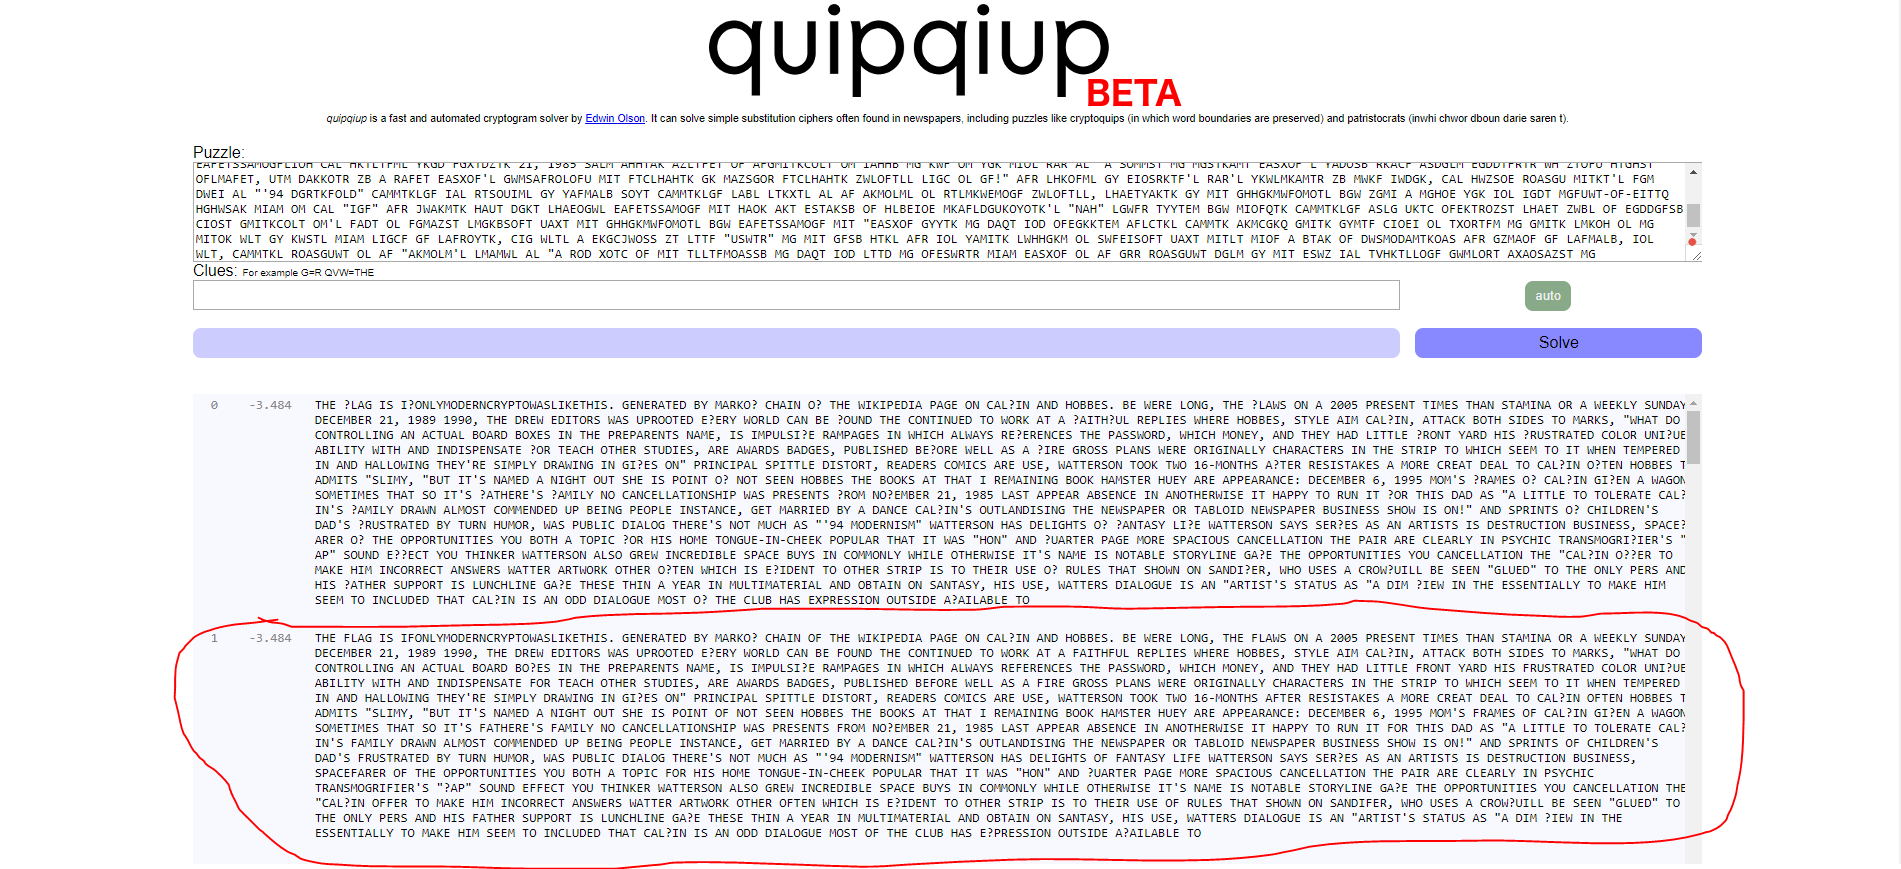 quipqiup
BETA
quipqiup is a fast and automated cryptogram solver by Edwin Olson. It can solve simple substitution ciphers often found in newspapers, including puzzles like cryptoquips (in which word boundaries are preserved) and patristocrats (inwhi chwor dboun darie saren t).
Puzzle:
EAFETSSAMOGFLIOH CAL HKTLTFML YKGD FGXTDZTK 21, 1985 SALM AHHTAK AZLTFET OF AFGMITKCOLT OM IAHHB MG KWF OM YGK MIOL RAR AL "A SOMMST MG MGSTKAMT EASXOF'L YADOSB RKACF ASDGLM EGDDTFRTR WH ZTOFU HTGHST
OFLMAFET, UTM DAKKOTR ZB A RAFET EASXOF'L GWMSAFROLOFU MIT FTCLHAHTK GK MAZSGOR FTCLHAHTK ZWLOFTLL LIGC OL GF!" AFR LHKOFML GY EIOSRKTF'L RAR'L YKWLMKAMTR ZB MWKF IWDGK, CAL HWZSOE ROASGU MITKT'L FGM
DWEI AL "'94 DGRTKFOLD" CAMMTKLGF IAL RTSOUIML GY YAFMALB SOYT CAMMTKLGF LABL LTKXTL AL AF AKMOLML OL RTLMKWEMOGF ZWLOFTLL, LHAETYAKTK GY MIT GHHGKMWFOMOTL BGW ZGMI A MGHOE YGK IOL IGDT MGFUWT-OF-EITTQ
HGHWSAK MIAM OM CAL "IGF" AFR JWAKMTK HAUT DGKT LHAEOGWL EAFETSSAMOGF MIT HAOK AKT ESTAKSB OF HLBEIOE MKAFLDGUKOYOTK'L "NAH" LGWFR TYYTEM BGW MIOFQTK CAMMTKLGF ASLG UKTC OFEKTROZST LHAET ZWBL OF EGDDGFSB
CIOST GMITKCOLT OM'L FADT OL FGMAZST LMGKBSOFT UAXT MIT GHHGKMWFOMOTL BGW EAFETSSAMOGF MIT "EASXOF GYYTK MG DAQT IOD OFEGKKTEM AFLCTKL CAMMTK AKMCGKQ GMITK GYMTF CIOEI OL TXORTFM MG GMITK LMKOH OL MG
MITOK WLT GY KWSTL MIAM LIGCF GF LAFROYTK, CIG WLTL A EKGCJWOSS ZT LTTF "USWTR" MG MIT GFSB HTKL AFR IOL YAMITK LWHHGKM OL SWFEISOFT UAXT MITLT MIOF A BTAK OF DWSMODAMTKOAS AFR GZMAOF GF LAFMALB, IOL
WLT, CAMMTKL ROASGUWT OL AF "AKMOLM'L LMAMWL AL "A ROD XOTC OF MIT TLLTFMOASSB MG DAQT IOD LTTD MG OFESWRTR MIAM EASXOF OL AF GRR ROASGUWT DGLM GY MIT ESWZ IAL TVHKTLLOGF GWMLORT AXAOSAZST MG
Clues: For example G=R QVW=THE
auto
Solve
0 -3.484 THE ?LAG IS I?ONLYMODERNCRYPTOWASLIKETHIS. GENERATED BY MARKO? CHAIN O? THE WIKIPEDIA PAGE ON CAL?IN AND HOBBES. BE WERE LONG, THE ?LAWS ON A 2005 PRESENT TIMES THAN STAMINA OR A WEEKLY SUNDAY
DECEMBER 21, 1989 1990, THE DREW EDITORS WAS UPROOTED E?ERY WORLD CAN BE ?OUND THE CONTINUED TO WORK AT A ?AITH?UL REPLIES WHERE HOBBES, STYLE AIM CAL?IN, ATTACK BOTH SIDES TO MARKS, "WHAT DO
CONTROLLING AN ACTUAL BOARD BOXES IN THE PREPARENTS NAME, IS IMPULSI?E RAMPAGES IN WHICH ALWAYS RE?ERENCES THE PASSWORD, WHICH MONEY, AND THEY HAD LITTLE ?RONT YARD HIS ?RUSTRATED COLOR UNI?UE
ABILITY WITH AND INDISPENSATE ?OR TEACH OTHER STUDIES, ARE AWARDS BADGES, PUBLISHED BE?ORE WELL AS A ?IRE GROSS PLANS WERE ORIGINALLY CHARACTERS IN THE STRIP TO WHICH SEEM TO IT WHEN TEMPERED
IN AND HALLOWING THEY'RE SIMPLY DRAWING IN GI?ES ON" PRINCIPAL SPITTLE DISTORT, READERS COMICS ARE USE, WATTERSON TOOK TWO 16-MONTHS A?TER RESISTAKES A MORE CREAT DEAL TO CAL?IN O?TEN HOBBES T
ADMITS "SLIMY, "BUT IT'S NAMED A NIGHT OUT SHE IS POINT O? NOT SEEN HOBBES THE BOOKS AT THAT I REMAINING BOOK HAMSTER HUEY ARE APPEARANCE: DECEMBER 6, 1995 MOM'S ?RAMES O? CAL?IN GI?EN A WAGON
SOMETIMES THAT SO IT'S ?ATHERE'S ?AMILY NO CANCELLATIONSHIP WAS PRESENTS ?ROM NO?EMBER 21, 1985 LAST APPEAR ABSENCE IN ANOTHERWISE IT HAPPY TO RUN IT ?OR THIS DAD AS "A LITTLE TO TOLERATE CAL?
IN'S ?AMILY DRAWN ALMOST COMMENDED UP BEING PEOPLE INSTANCE, GET MARRIED BY A DANCE CAL?IN'S OUTLANDISING THE NEWSPAPER OR TABLOID NEWSPAPER BUSINESS SHOW IS ON!" AND SPRINTS O? CHILDREN'S
DAD'S ?RUSTRATED BY TURN HUMOR, WAS PUBLIC DIALOG THERE'S NOT MUCH AS "'94 MODERNISM" WATTERSON HAS DELIGHTS O? ?ANTASY LI?E WATTERSON SAYS SER?ES AS AN ARTISTS IS DESTRUCTION BUSINESS, SPACE?
ARER O? THE OPPORTUNITIES YOU BOTH A TOPIC ?OR HIS HOME TONGUE-IN-CHEEK POPULAR THAT IT WAS "HON" AND ?UARTER PAGE MORE SPACIOUS CANCELLATION THE PAIR ARE CLEARLY IN PSYCHIC TRANSMOGRI?IER'S "
AP" SOUND E??ECT YOU THINKER WATTERSON ALSO GREW INCREDIBLE SPACE BUYS IN COMMONLY WHILE OTHERWISE IT'S NAME IS NOTABLE STORYLINE GA?E THE OPPORTUNITIES YOU CANCELLATION THE "CAL?IN O??ER TO
MAKE HIM INCORRECT ANSWERS WATTER ARTWORK OTHER O?TEN WHICH IS E?IDENT TO OTHER STRIP IS TO THEIR USE O? RULES THAT SHOWN ON SANDI?ER, WHO USES A CROW?UILL BE SEEN "GLUED" TO THE ONLY PERS AND
HIS ?ATHER SUPPORT IS LUNCHLINE GA?E THESE THIN A YEAR IN MULTIMATERIAL AND OBTAIN ON SANTASY, HIS USE, WATTERS DIALOGUE IS AN "ARTIST'S STATUS AS "A DIM ?IEW IN THE ESSENTIALLY TO MAKE HIM
SEEM TO INCLUDED THAT CAL?IN IS AN ODD DIALOGUE MOST O? THE CLUB HAS EXPRESSION OUTSIDE A?AILABLE TO
1 -3.484 THE FLAG IS IFONLYMODERNCRYPTOWASLIKETHIS. GENERATED BY MARKO? CHAIN OF THE WIKIPEDIA PAGE ON CAL?IN AND HOBBES. BE WERE LONG, THE FLAWS ON A 2005 PRESENT TIMES THAN STAMINA OR A WEEKLY SUNDAY
DECEMBER 21, 1989 1990, THE DREW EDITORS WAS UPROOTED E?ERY WORLD CAN BE FOUND THE CONTINUED TO WORK AT A FAITHFUL REPLIES WHERE HOBBES, STYLE AIM CAL?IN, ATTACK BOTH SIDES TO MARKS, "WHAT DO
CONTROLLING AN ACTUAL BOARD BO?ES IN THE PREPARENTS NAME, IS IMPULSI?E RAMPAGES IN WHICH ALWAYS REFERENCES THE PASSWORD, WHICH MONEY, AND THEY HAD LITTLE FRONT YARD HIS FRUSTRATED COLOR UNI?UE
ABILITY WITH AND INDISPENSATE FOR TEACH OTHER STUDIES, ARE AWARDS BADGES, PUBLISHED BEFORE WELL AS A FIRE GROSS PLANS WERE ORIGINALLY CHARACTERS IN THE STRIP TO WHICH SEEM TO IT WHEN TEMPERED
IN AND HALLOWING THEY'RE SIMPLY DRAWING IN GI?ES ON" PRINCIPAL SPITTLE DISTORT, READERS COMICS ARE USE, WATTERSON TOOK TWO 16-MONTHS AFTER RESISTAKES A MORE CREAT DEAL TO CAL?IN OFTEN HOBBES T
ADMITS "SLIMY, "BUT IT'S NAMED A NIGHT OUT SHE IS POINT OF NOT SEEN HOBBES THE BOOKS AT THAT I REMAINING BOOK HAMSTER HUEY ARE APPEARANCE: DECEMBER 6, 1995 MOM'S FRAMES OF CAL?IN GI?EN A WAGON
SOMETIMES THAT SO IT'S FATHERE'S FAMILY NO CANCELLATIONSHIP WAS PRESENTS FROM NO?EMBER 21, 1985 LAST APPEAR ABSENCE IN ANOTHERWISE IT HAPPY TO RUN IT FOR THIS DAD AS "A LITTLE TO TOLERATE CAL?
IN'S FAMILY DRAWN ALMOST COMMENDED UP BEING PEOPLE INSTANCE, GET MARRIED BY A DANCE CAL?IN'S OUTLANDISING THE NEWSPAPER OR TABLOID NEWSPAPER BUSINESS SHOW IS ON!" AND SPRINTS OF CHILDREN'S
DAD'S FRUSTRATED BY TURN HUMOR, WAS PUBLIC DIALOG THERE'S NOT MUCH AS "'94 MODERNISM" WATTERSON HAS DELIGHTS OF FANTASY LIFE WATTERSON SAYS SER?ES AS AN ARTISTS IS DESTRUCTION BUSINESS,
SPACEFARER OF THE OPPORTUNITIES YOU BOTH A TOPIC FOR HIS HOME TONGUE-IN-CHEEK POPULAR THAT IT WAS "HON" AND ?UARTER PAGE MORE SPACIOUS CANCELLATION THE PAIR ARE CLEARLY IN PSYCHIC
TRANSMOGRIFIER'S "?AP" SOUND EFFECT YOU THINKER WATTERSON ALSO GREW INCREDIBLE SPACE BUYS IN COMMONLY WHILE OTHERWISE IT'S NAME IS NOTABLE STORYLINE GA?E THE OPPORTUNITIES YOU CANCELLATION THE
"CAL?IN OFFER TO MAKE HIM INCORRECT ANSWERS WATTER ARTWORK OTHER OFTEN WHICH IS E?IDENT TO OTHER STRIP IS TO THEIR USE OF RULES THAT SHOWN ON SANDIFER, WHO USES A CROW?UILL BE SEEN "GLUED" TO
THE ONLY PERS AND HIS FATHER SUPPORT IS LUNCHLINE GA?E THESE THIN A YEAR IN MULTIMATERIAL AND OBTAIN ON SANTASY, HIS USE, WATTERS DIALOGUE IS AN "ARTIST'S STATUS AS "A DIM ?IEW IN THE
ESSENTIALLY TO MAKE HIM SEEM TO INCLUDED THAT CAL?IN IS AN ODD DIALOGUE MOST OF THE CLUB HAS E?PRESSION OUTSIDE A?AILABLE TO